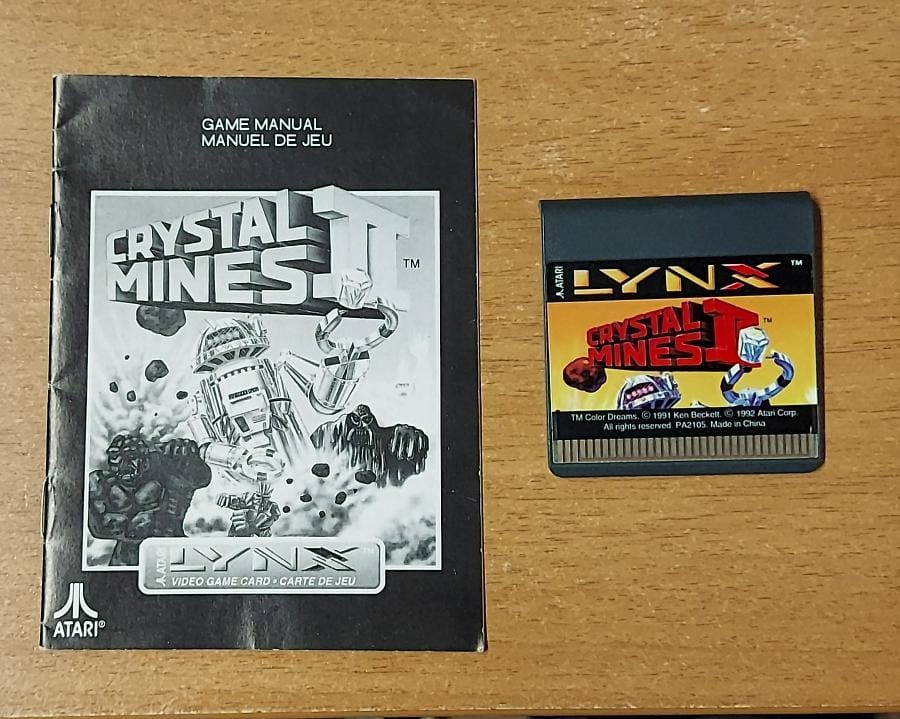 GAME MANUAL
MANUEL DE JEU
CRYSTAL
MINES II
TM
ATARI LYNX TM
VIDEO GAME CARD • CARTE DE JEU
ATARI®
ATARI LYNX TM
CRYSTAL
MINES II
TM
TM Color Dreams, © 1991 Ken Beckett. © 1992 Atari Corp.
All rights reserved. PA2105. Made in China